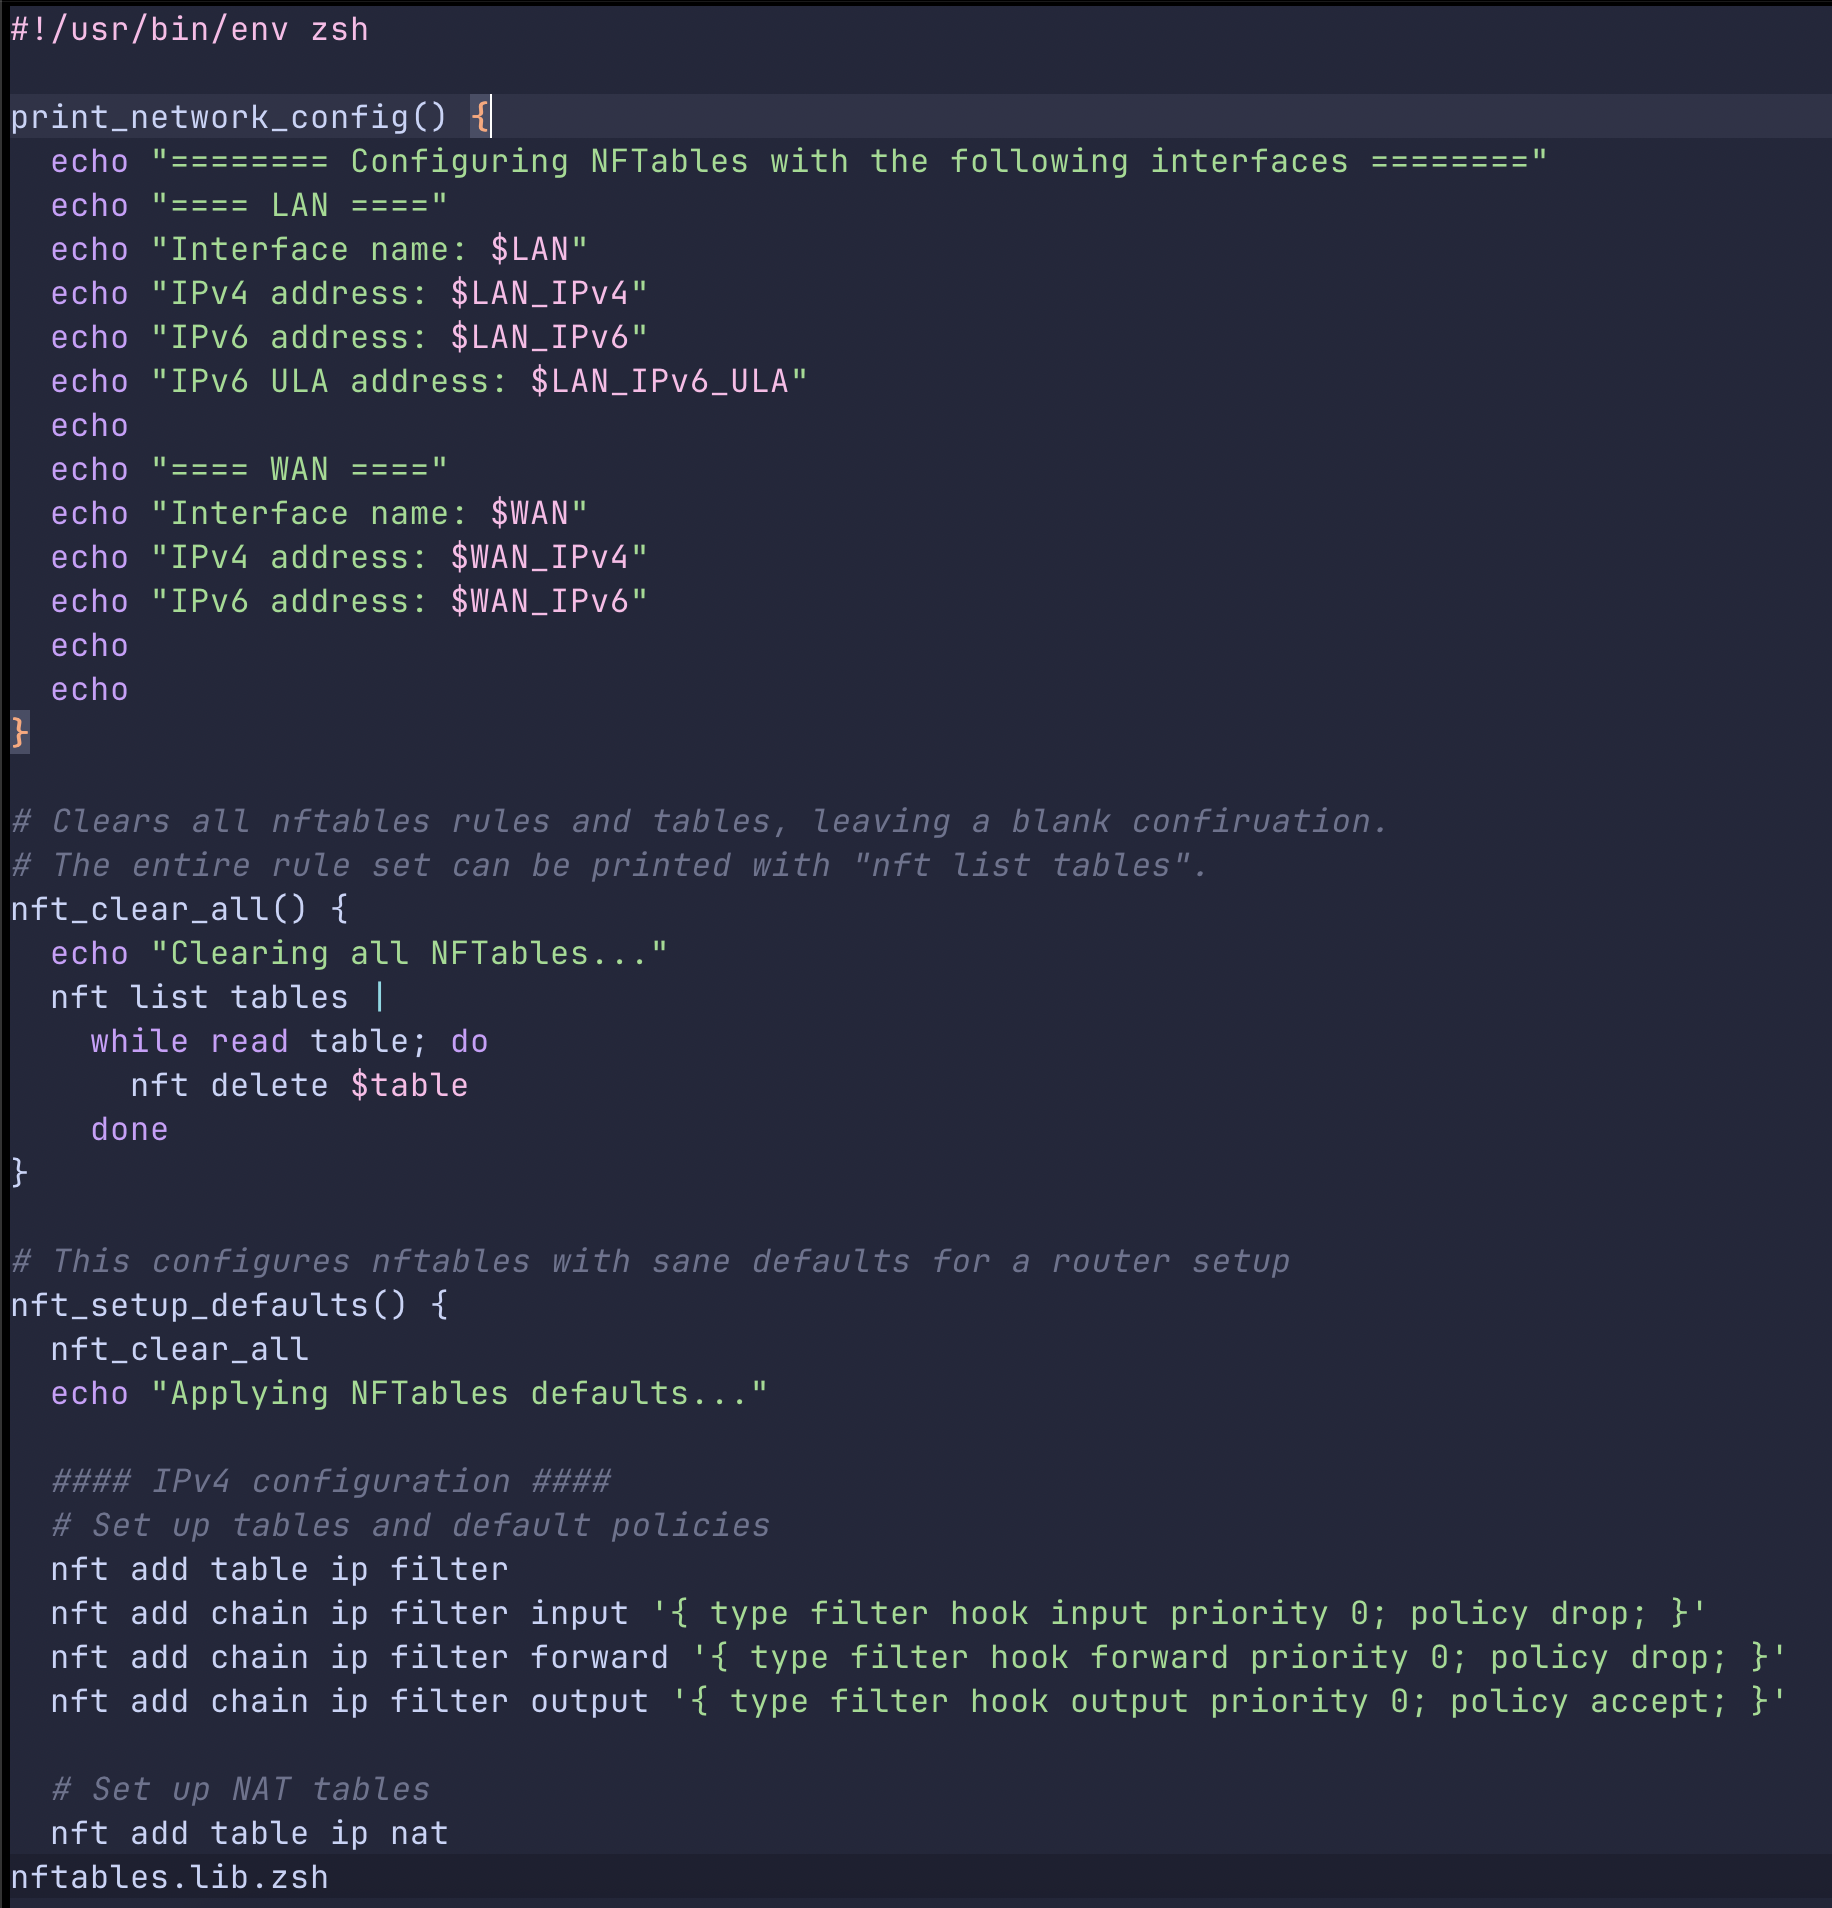 #!/usr/bin/env zsh

print_network_config() {
  echo "======== Configuring NFTables with the following interfaces ========"
  echo "==== LAN ===="
  echo "Interface name: $LAN"
  echo "IPv4 address: $LAN_IPv4"
  echo "IPv6 address: $LAN_IPv6"
  echo "IPv6 ULA address: $LAN_IPv6_ULA"
  echo
  echo "==== WAN ===="
  echo "Interface name: $WAN"
  echo "IPv4 address: $WAN_IPv4"
  echo "IPv6 address: $WAN_IPv6"
  echo
  echo
}

# Clears all nftables rules and tables, leaving a blank confiruation.
# The entire rule set can be printed with "nft list tables".
nft_clear_all() {
  echo "Clearing all NFTables..."
  nft list tables |
    while read table; do
      nft delete $table
    done
}

# This configures nftables with sane defaults for a router setup
nft_setup_defaults() {
  nft_clear_all
  echo "Applying NFTables defaults..."

  #### IPv4 configuration ####
  # Set up tables and default policies
  nft add table ip filter
  nft add chain ip filter input '{ type filter hook input priority 0; policy drop; }'
  nft add chain ip filter forward '{ type filter hook forward priority 0; policy drop; }'
  nft add chain ip filter output '{ type filter hook output priority 0; policy accept; }'

  # Set up NAT tables
  nft add table ip nat
nftables.lib.zsh